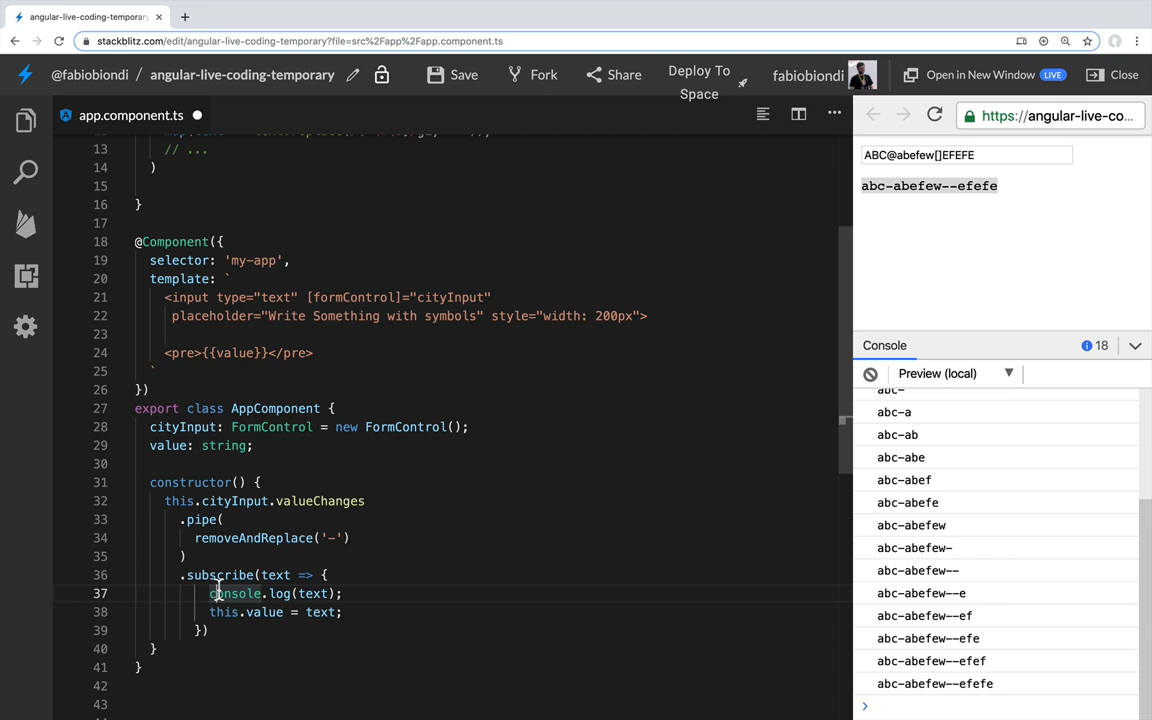 angular-live-coding-temporary
stackblitz.com/edit/angular-live-coding-temporary?file=src%2Fapp%2Fapp.component.ts
@fabiobiondi / angular-live-coding-temporary
Save
Fork
Share
Deploy To Space
fabiobiondi
Open in New Window LIVE
Close
app.component.ts
13 // ...
14 )
15
16 }
17
18 @Component({
19 selector: 'my-app',
20 template: `
21 <input type="text" [formControl]="cityInput"
22 placeholder="Write Something with symbols" style="width: 200px">
23
24 <pre>{{value}}</pre>
25 `
26 })
27 export class AppComponent {
28 cityInput: FormControl = new FormControl();
29 value: string;
30
31 constructor() {
32 this.cityInput.valueChanges
33 .pipe(
34 removeAndReplace('-')
35 )
36 .subscribe(text => {
37 console.log(text);
38 this.value = text;
39 })
40 }
41 }
42
43
https://angular-live-co...
ABC@abefew[]EFEFE
abc-abefew--efefe
Console
18
Preview (local)
abc-
abc-a
abc-ab
abc-abe
abc-abef
abc-abefe
abc-abefew
abc-abefew-
abc-abefew--
abc-abefew--e
abc-abefew--ef
abc-abefew--efe
abc-abefew--efef
abc-abefew--efefe